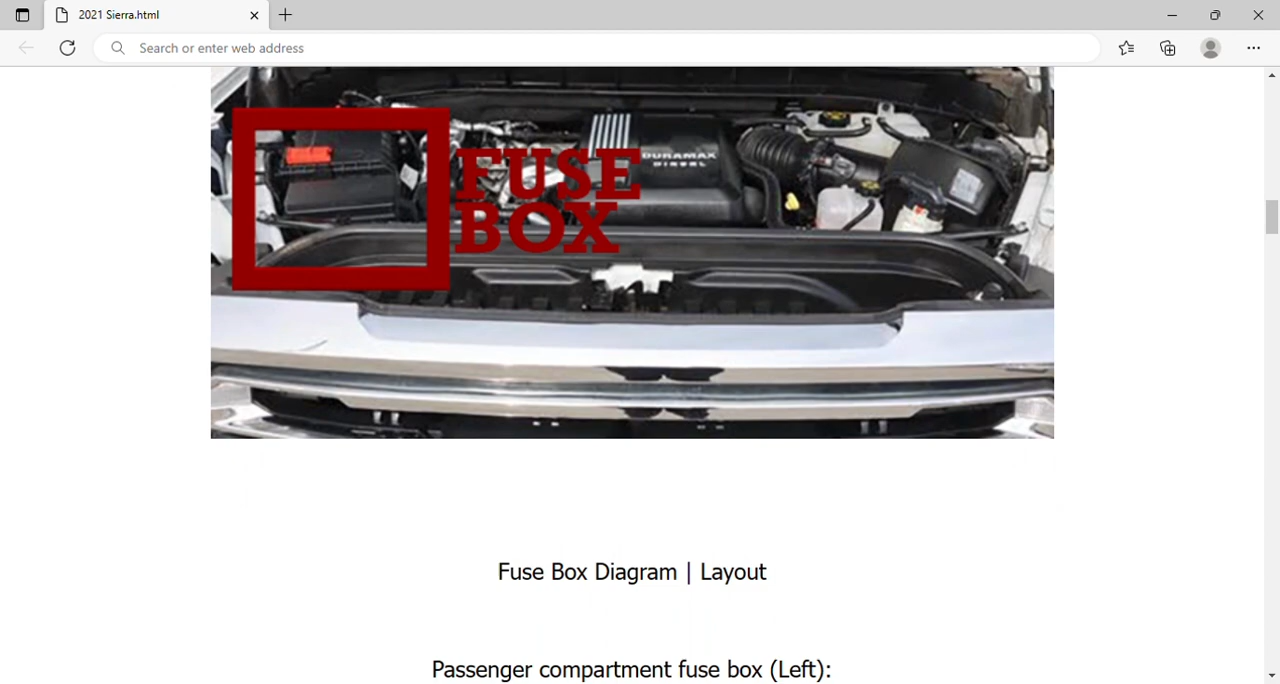 2021 Sierra.html
Search or enter web address
FUSE
BOX
DURAMAX
DIESEL
Fuse Box Diagram | Layout
Passenger compartment fuse box (Left):